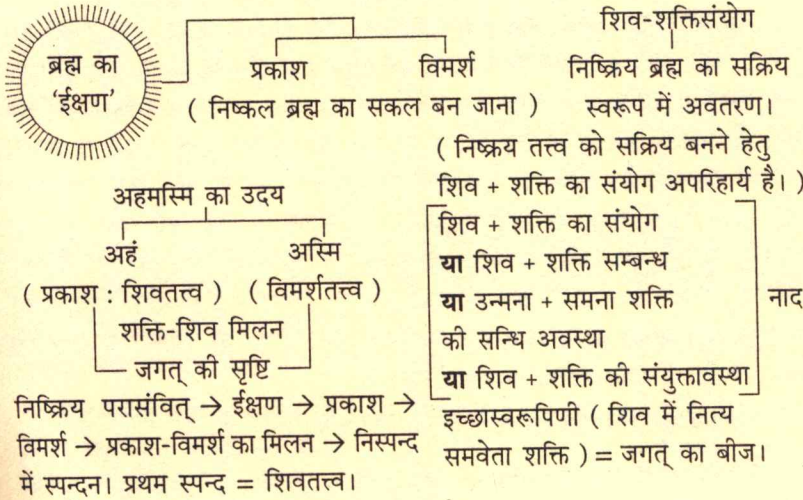 ब्रह्म का
'ईक्षण'
प्रकाश विमर्श
( निष्कल ब्रह्म का सकल बन जाना )
शिव-शक्तिसंयोग
निष्क्रिय ब्रह्म का सक्रिय
स्वरूप में अवतरण।
( निष्क्रय तत्त्व को सक्रिय बनने हेतु
शिव + शक्ति का संयोग अपरिहार्य है। )
अहमस्मि का उदय
अहं अस्मि
( प्रकाश : शिवतत्त्व ) ( विमर्शतत्त्व )
शक्ति-शिव मिलन
जगत् की सृष्टि
शिव + शक्ति का संयोग
या शिव + शक्ति सम्बन्ध
या उन्मना + समना शक्ति
की सन्धि अवस्था
या शिव + शक्ति की संयुक्तावस्था
नाद
निष्क्रिय परासंवित् → ईक्षण → प्रकाश →
विमर्श → प्रकाश-विमर्श का मिलन → निस्पन्द
में स्पन्दन। प्रथम स्पन्द = शिवतत्त्व।
इच्छास्वरूपिणी ( शिव में नित्य
समवेता शक्ति ) = जगत् का बीज।